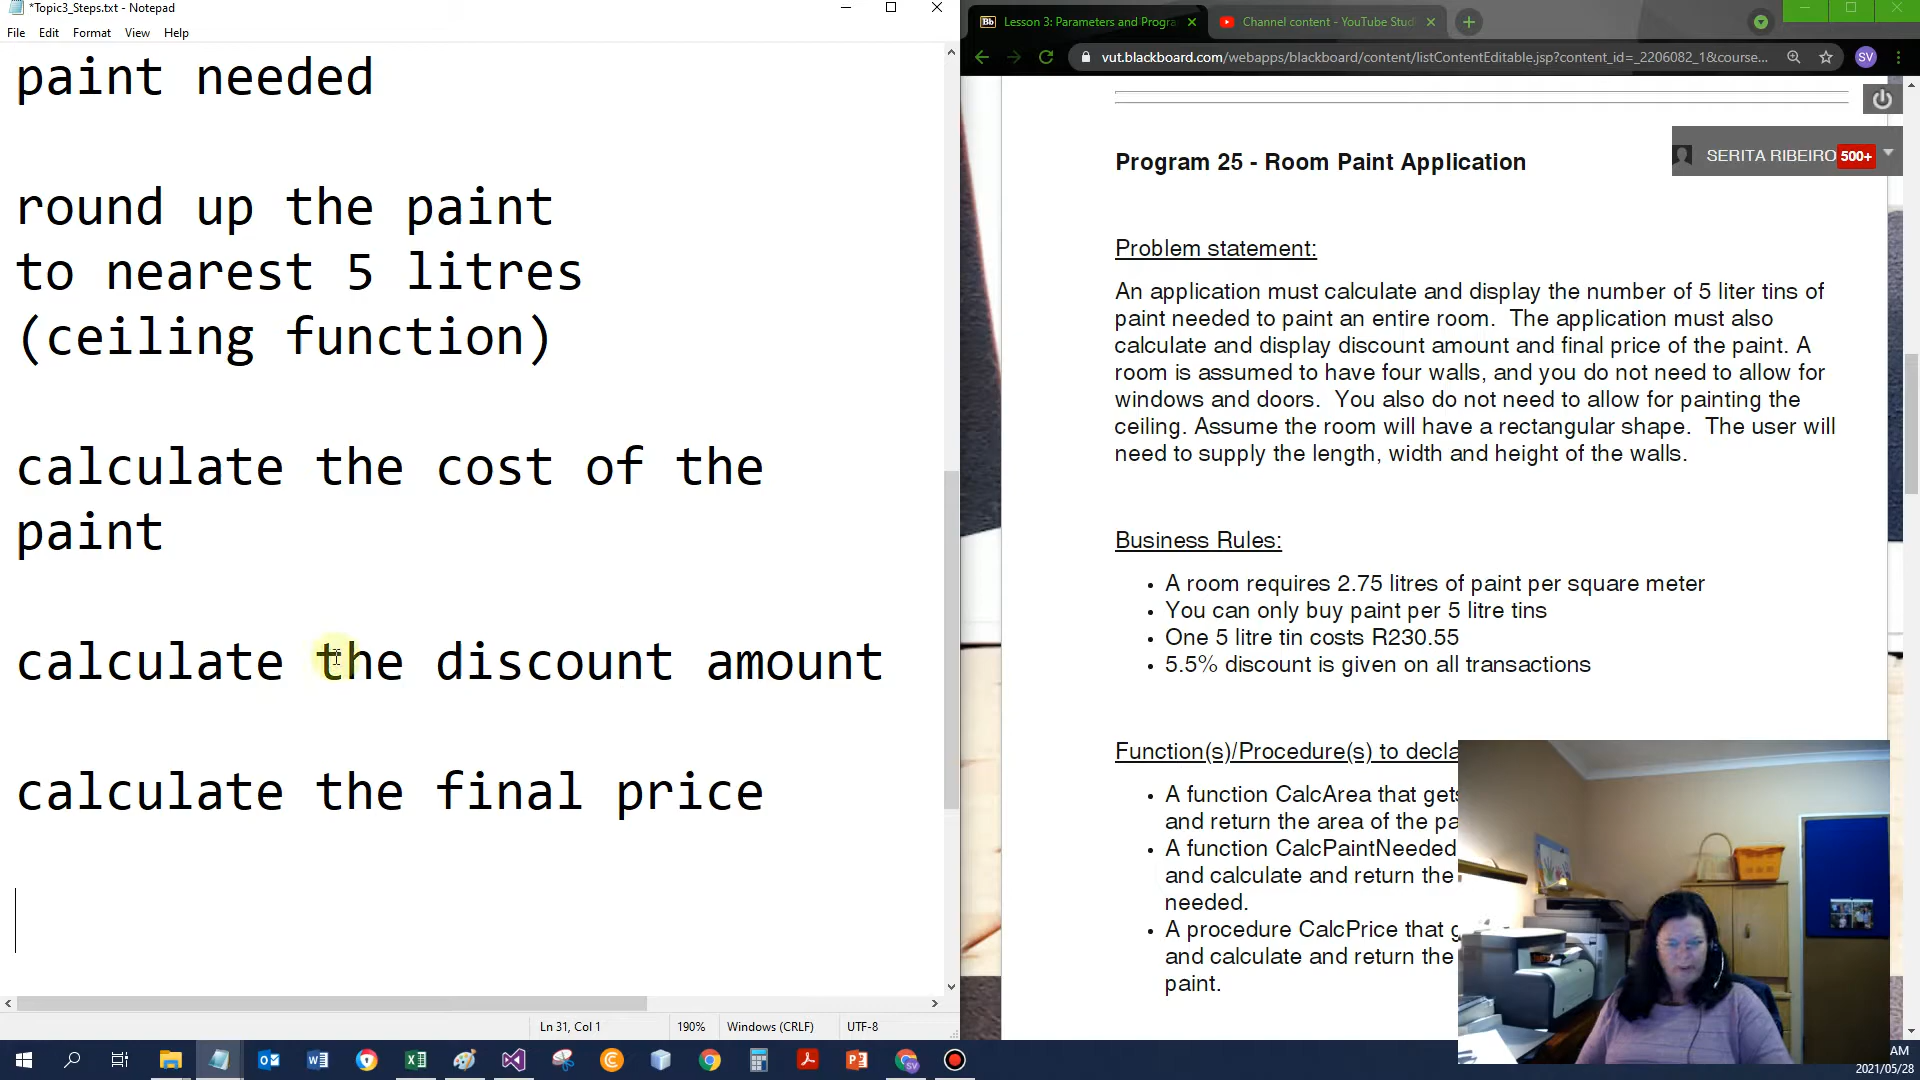 *Topic3_Steps.txt - Notepad
File Edit Format View Help
paint needed
round up the paint
to nearest 5 litres
(ceiling function)
calculate the cost of the
paint
calculate the discount amount
calculate the final price
Ln 31, Col 1 190% Windows (CRLF) UTF-8
Lesson 3: Parameters and Progra
Channel content - YouTube Stud
vut.blackboard.com/webapps/blackboard/content/listContentEditable.jsp?content_id=_2206082_1&course...
SV
SERITA RIBEIRO 500+
Program 25 - Room Paint Application
Problem statement:
An application must calculate and display the number of 5 liter tins of
paint needed to paint an entire room. The application must also
calculate and display discount amount and final price of the paint. A
room is assumed to have four walls, and you do not need to allow for
windows and doors. You also do not need to allow for painting the
ceiling. Assume the room will have a rectangular shape. The user will
need to supply the length, width and height of the walls.
Business Rules:
• A room requires 2.75 litres of paint per square meter
• You can only buy paint per 5 litre tins
• One 5 litre tin costs R230.55
• 5.5% discount is given on all transactions
Function(s)/Procedure(s) to decla
• A function CalcArea that gets
and return the area of the pa
• A function CalcPaintNeeded
and calculate and return the
needed.
• A procedure CalcPrice that g
and calculate and return the
paint.
AM
2021/05/28